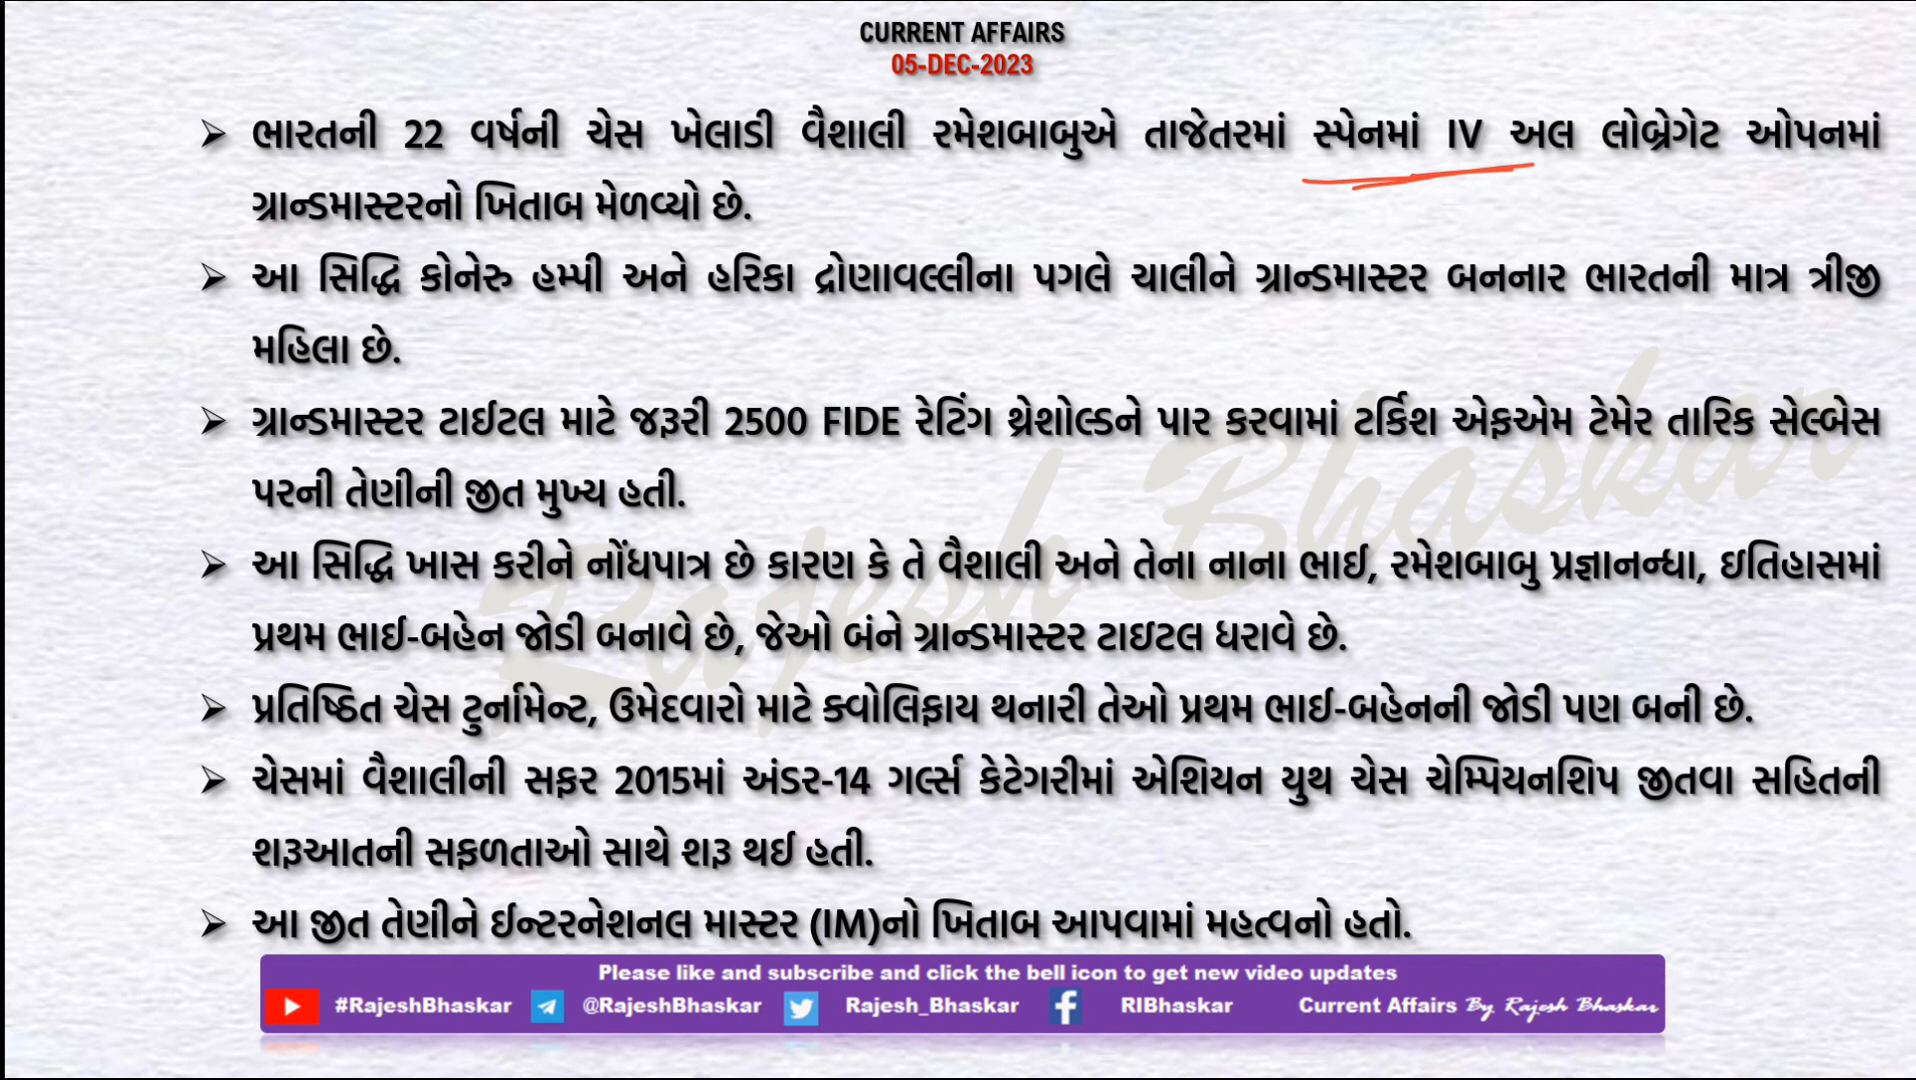 CURRENT AFFAIRS
05-DEC-2023
➢ ભારતની 22 વર્ષની ચેસ ખેલાડી વૈશાલી રમેશબાબુએ તાજેતરમાં સ્પેનમાં IV અલ લોબ્રેગેટ ઓપનમાં
ગ્રાન્ડમાસ્ટરનો ખિતાબ મેળવ્યો છે.
➢ આ સિદ્ધિ કોનેરુ હમ્પી અને હરિકા દ્રોણાવલ્લીના પગલે ચાલીને ગ્રાન્ડમાસ્ટર બનનાર ભારતની માત્ર ત્રીજી
મહિલા છે.
➢ ગ્રાન્ડમાસ્ટર ટાઈટલ માટે જરૂરી 2500 FIDE રેટિંગ થ્રેશોલ્ડને પાર કરવામાં ટર્કિશ એફએમ ટેમેર તારિક સેલ્બેસ
પરની તેણીની જીત મુખ્ય હતી.
➢ આ સિદ્ધિ ખાસ કરીને નોંધપાત્ર છે કારણ કે તે વૈશાલી અને તેના નાના ભાઈ, રમેશબાબુ પ્રજ્ઞાનન્ધા, ઇતિહાસમાં
પ્રથમ ભાઈ-બહેન જોડી બનાવે છે, જેઓ બંને ગ્રાન્ડમાસ્ટર ટાઇટલ ધરાવે છે.
➢ પ્રતિષ્ઠિત ચેસ ટુર્નામેન્ટ, ઉમેદવારો માટે ક્વોલિફાય થનારી તેઓ પ્રથમ ભાઈ-બહેનની જોડી પણ બની છે.
➢ ચેસમાં વૈશાલીની સફર 2015માં અંડર-14 ગર્લ્સ કેટેગરીમાં એશિયન યુથ ચેસ ચેમ્પિયનશિપ જીતવા સહિતની
શરૂઆતની સફળતાઓ સાથે શરૂ થઈ હતી.
➢ આ જીત તેણીને ઈન્ટરનેશનલ માસ્ટર (IM)નો ખિતાબ આપવામાં મહત્વનો હતો.
Rajesh Bhaskar
Please like and subscribe and click the bell icon to get new video updates
#RajeshBhaskar @RajeshBhaskar Rajesh_Bhaskar RIBhaskar Current Affairs By Rajesh Bhaskar